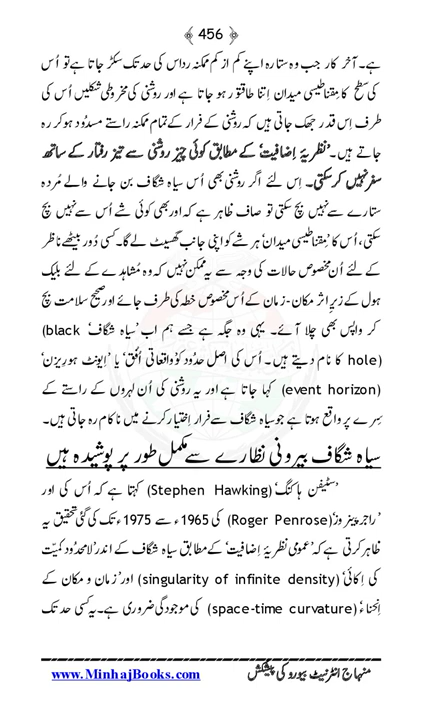 ﴿ 456 ﴾
ہے۔ آخر کار جب وہ ستارہ اپنے کم از کم ممکنہ رداس کی حد تک سکڑ جاتا ہے تو اُس
کی سطح کا مقناطیسی میدان اِتنا طاقتور ہو جاتا ہے اور روشنی کی مخروطی شکلیں اُس کی
طرف اِس قدر جھک جاتی ہیں کہ روشنی کے فرار کے تمام ممکنہ راستے مسدُود ہو کر رہ
جاتے ہیں۔ ’نظریۂ اِضافیت‘ کے مطابق کوئی چیز روشنی سے تیز رفتار کے ساتھ
سفر نہیں کر سکتی۔ اِس لئے اگر روشنی بھی اُس سیاہ شگاف بن جانے والے مُردہ
ستارے سے نہیں بچ سکتی تو صاف ظاہر ہے کہ اور بھی کوئی شے اُس سے نہیں بچ
سکتی، اُس کا ’مِقناطیسی میدان‘ ہر شے کو اپنی جانب گھسیٹ لے گا۔ کسی دُور بیٹھے ناظر
کے لئے اُن مخصوص حالات کی وجہ سے یہ ممکن نہیں کہ وہ مُشاہدے کے لئے بلیک
ہول کے زیرِ اثر مکان-زمان کے اُس مخصوص خطہ کی طرف جائے اور صحیح سلامت بچ
کر واپس بھی چلا آئے۔ یہی وہ جگہ ہے جسے ہم اب ’سیاہ شگاف‘ (black
hole) کا نام دیتے ہیں۔ اُس کی اصل حدُود کو ’واقعاتی اُفق‘ یا ’اِیونٹ ہوریزن‘
(event horizon) کہا جاتا ہے اور یہ روشنی کی اُن لہروں کے راستے کے
سِرے پر واقع ہوتا ہے جو سیاہ شگاف سے فرار اِختیار کرنے میں ناکام رہ جاتی ہیں۔
سیاہ شگاف بیرونی نظارے سے مکمل طور پر پوشیدہ ہیں
’سٹیفن ہاکنگ‘ (Stephen Hawking) کہتا ہے کہ اُس کی اور
’راجر پینروز‘ (Roger Penrose) کی 1965ء سے 1975ء تک کی گئی تحقیق یہ
ظاہر کرتی ہے کہ ’عمومی نظریۂ اِضافیت‘ کے مطابق سیاہ شگاف کے اندر ’لامحدُود کمیّت
کی اِکائی‘ (singularity of infinite density) اور ’زمان و مکان کے
اِنحناء‘ (space-time curvature) کی موجودگی ضروری ہے۔ یہ کسی حد تک
www.MinhajBooks.com منہاج انٹرنیٹ بیورو کی پیشکش